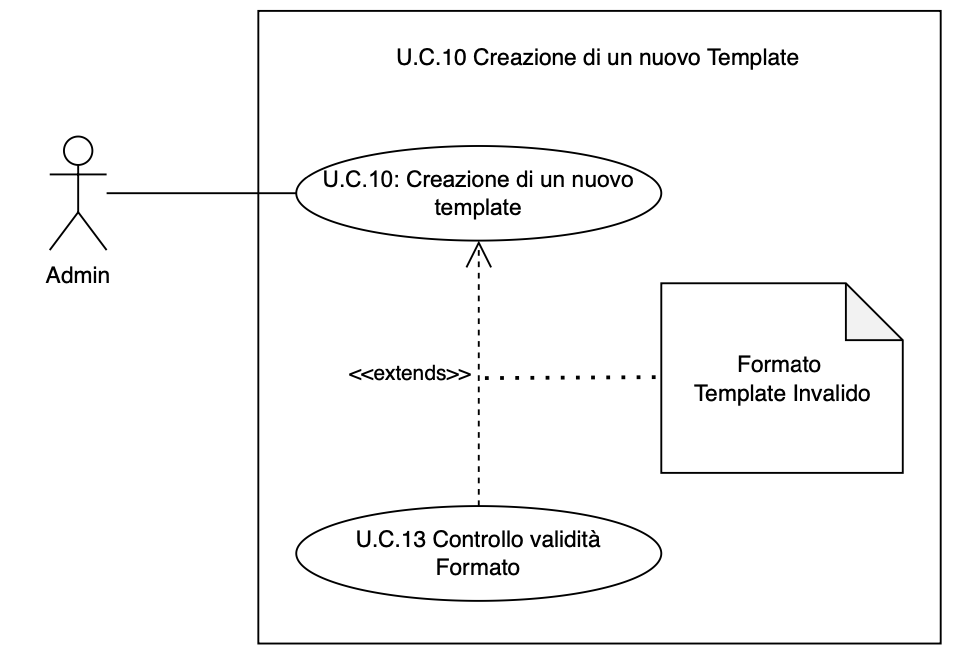 U.C.10 Creazione di un nuovo Template
U.C.10: Creazione di un nuovo
template
Admin
<<extends>>
Formato
Template Invalido
U.C.13 Controllo validità
Formato